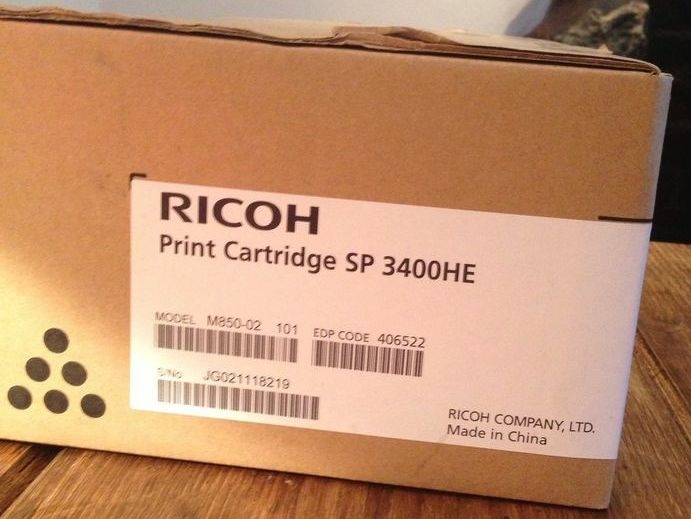 RICOH
Print Cartridge SP 3400HE
MODEL M850-02 101
EDP CODE 406522
S/No JG021118219
RICOH COMPANY, LTD.
Made in China